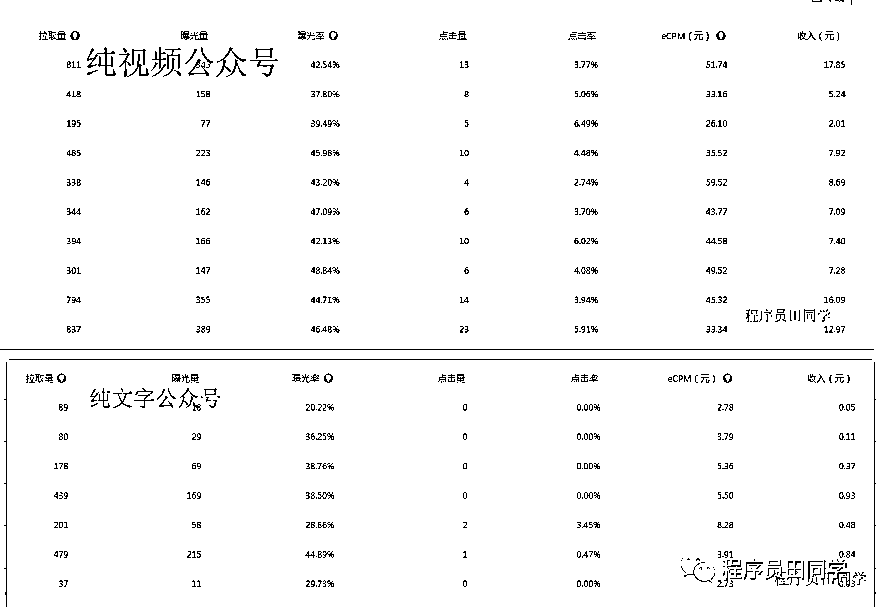 拉取量 曝光量 曝光率 点击量 点击率 eCPM（元） 收入（元）
811 42.54% 13 3.77% 51.74 17.85
纯视频公众号
418 158 37.80% 8 5.06% 33.16 5.24
195 77 39.49% 5 6.49% 26.10 2.01
485 223 45.98% 10 4.48% 35.52 7.92
338 146 43.20% 4 2.74% 59.52 8.69
344 162 47.09% 6 3.70% 43.77 7.09
394 166 42.13% 10 6.02% 44.58 7.40
301 147 48.84% 6 4.08% 49.52 7.28
794 355 44.71% 14 3.94% 45.32 16.09
程序员田同学
837 389 46.48% 23 5.91% 33.34 12.97
拉取量 曝光量 曝光率 点击量 点击率 eCPM（元） 收入（元）
纯文字公众号
89 18 20.22% 0 0.00% 2.78 0.05
80 29 36.25% 0 0.00% 3.79 0.11
178 69 38.76% 0 0.00% 5.36 0.37
439 169 38.50% 0 0.00% 5.50 0.93
201 58 28.86% 2 3.45% 8.28 0.48
479 215 44.89% 1 0.47% 3.91 0.84
程序员田同学
程序员田同学
37 11 29.73% 0 0.00% 2.73